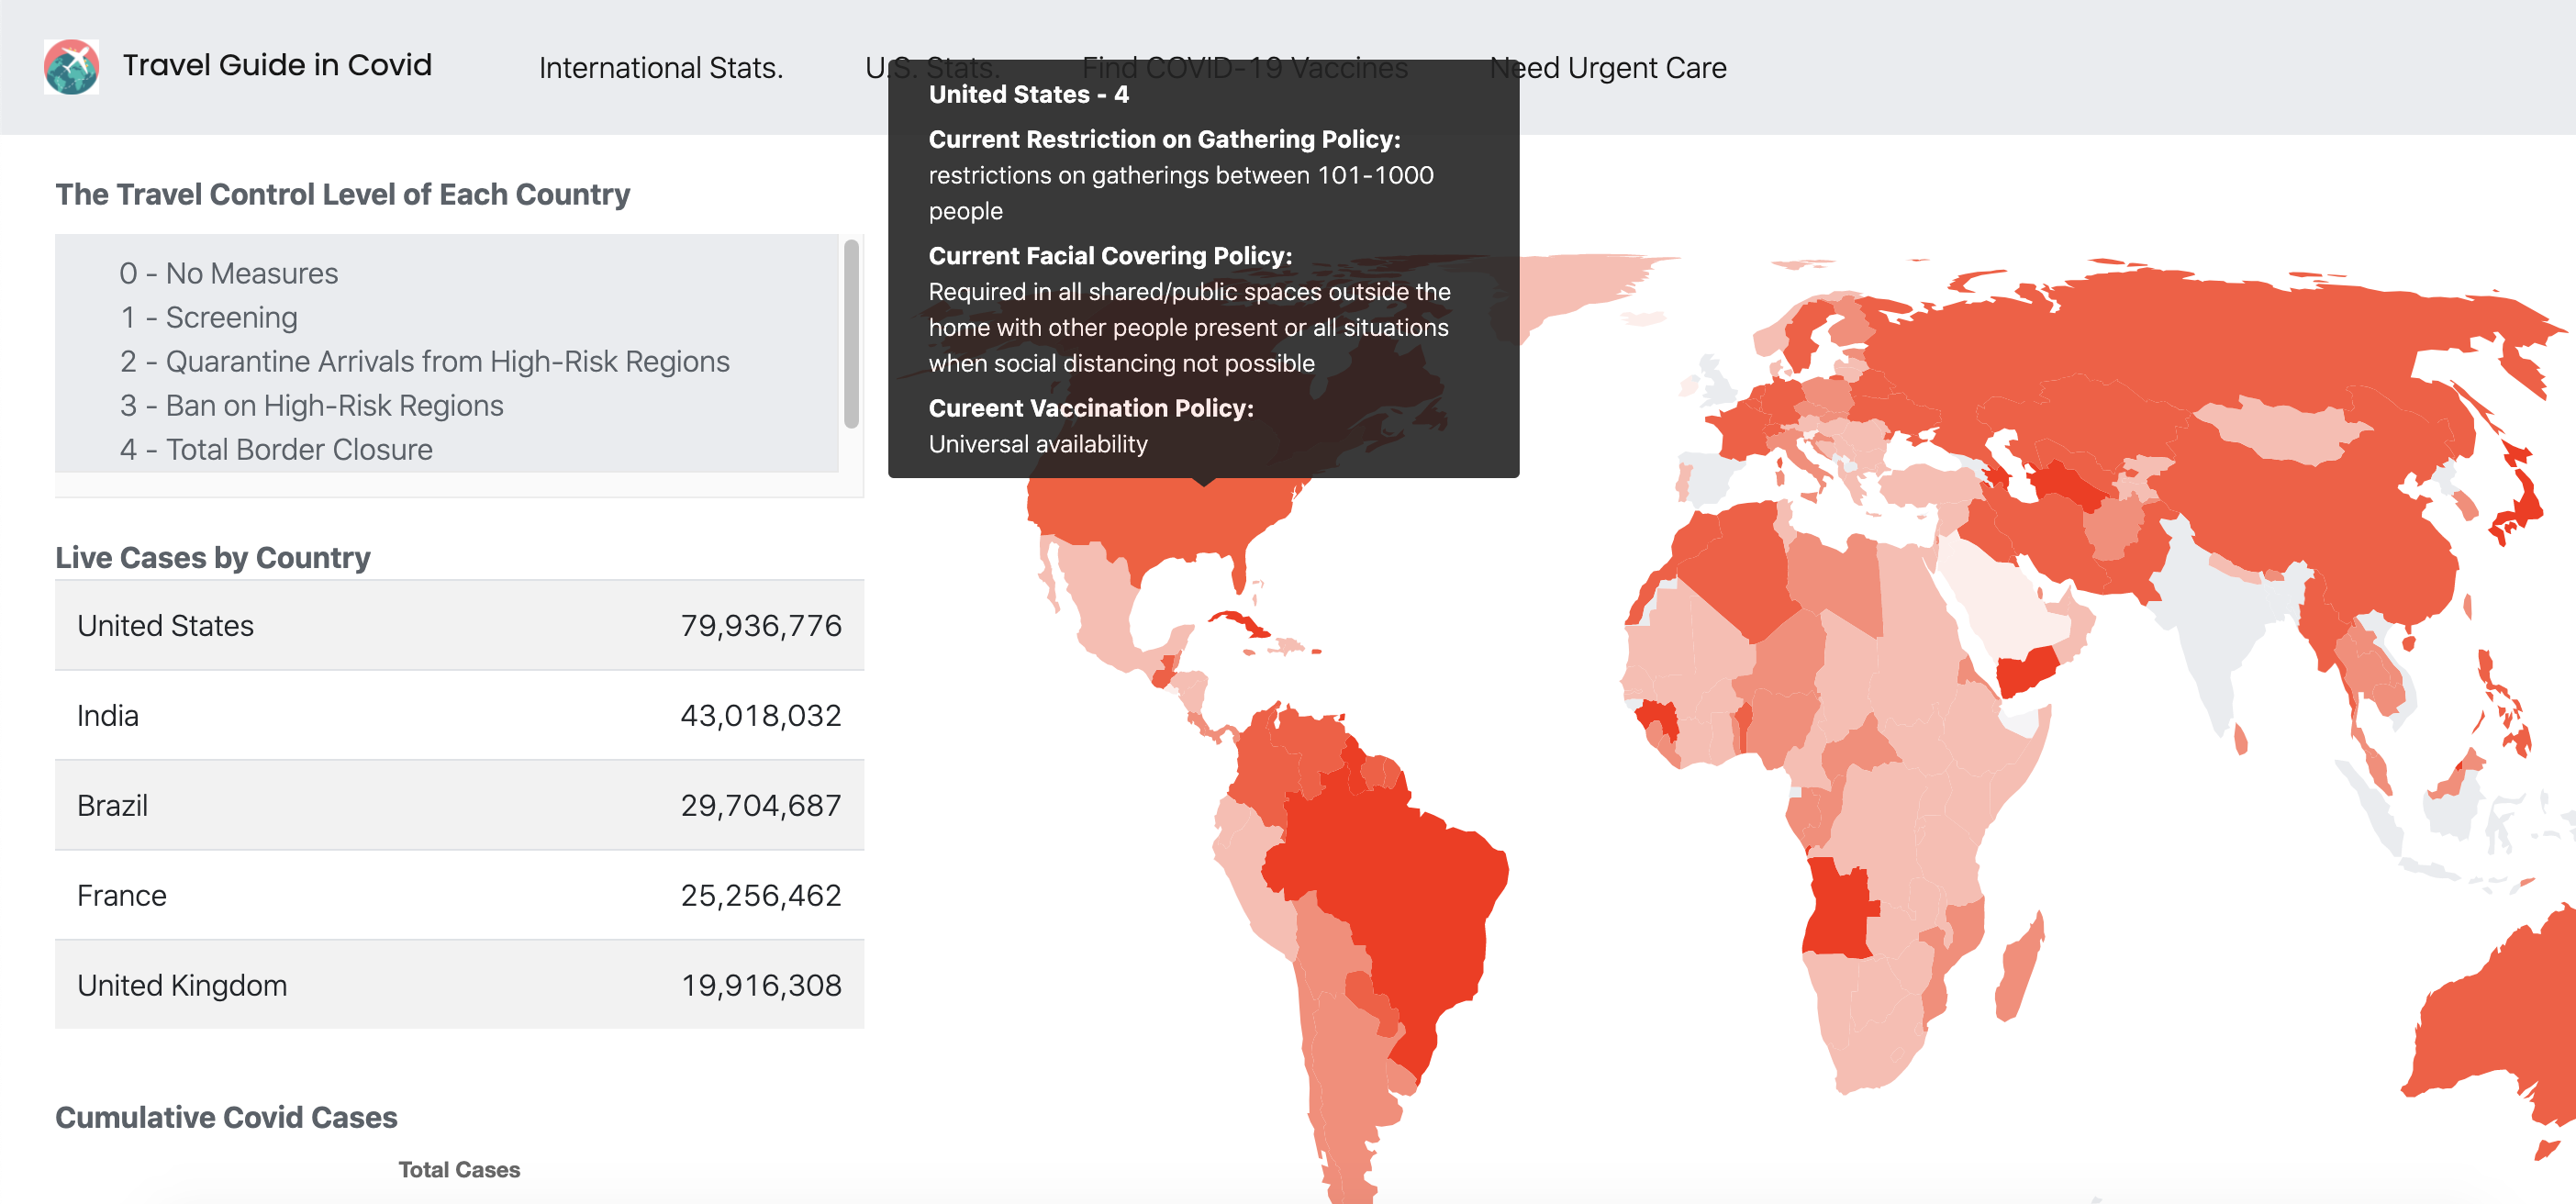 Travel Guide in Covid
International Stats.
U.S. Stats.
Find COVID-19 Vaccines
Need Urgent Care
The Travel Control Level of Each Country
0 - No Measures
1 - Screening
2 - Quarantine Arrivals from High-Risk Regions
3 - Ban on High-Risk Regions
4 - Total Border Closure
United States - 4
Current Restriction on Gathering Policy:
restrictions on gatherings between 101-1000
people
Current Facial Covering Policy:
Required in all shared/public spaces outside the
home with other people present or all situations
when social distancing not possible
Cureent Vaccination Policy:
Universal availability
Live Cases by Country
United States 79,936,776
India 43,018,032
Brazil 29,704,687
France 25,256,462
United Kingdom 19,916,308
Cumulative Covid Cases
Total Cases